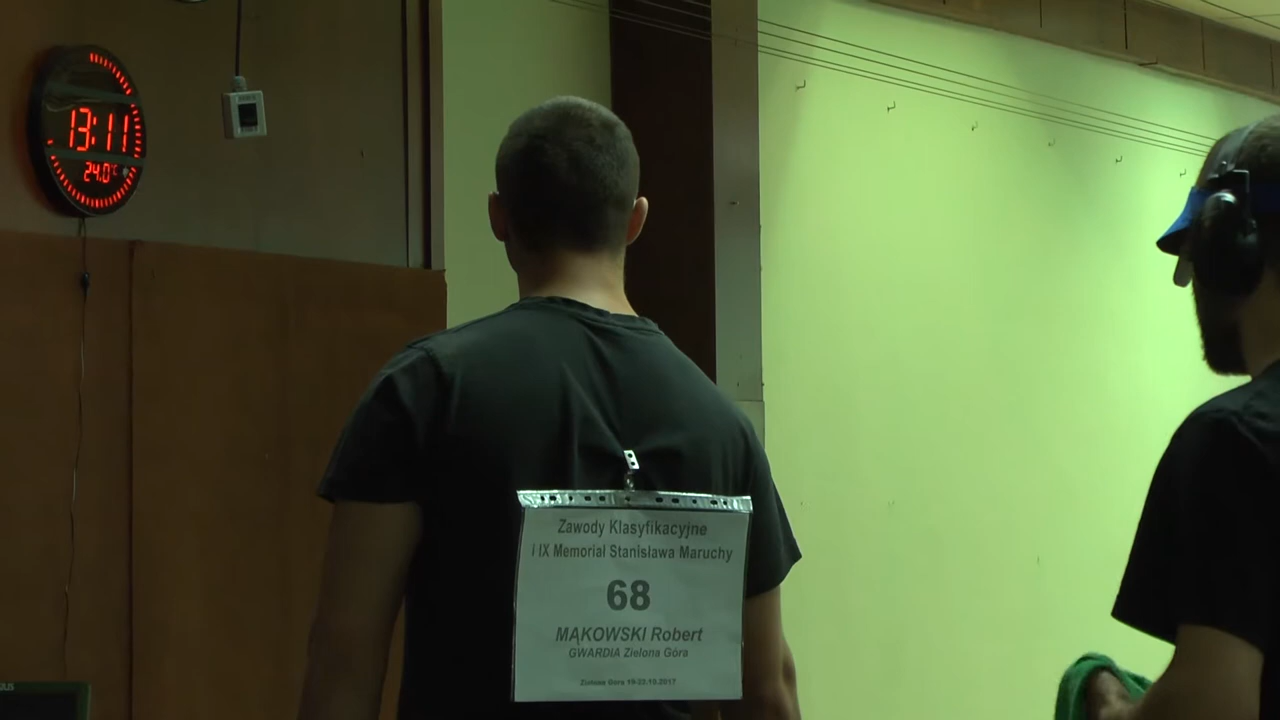 13:11
24.0°C
Zawody Klasyfikacyjne
i IX Memoriał Stanisława Maruchy
68
MĄKOWSKI Robert
GWARDIA Zielona Góra
Zielona Góra 19-22.10.2017